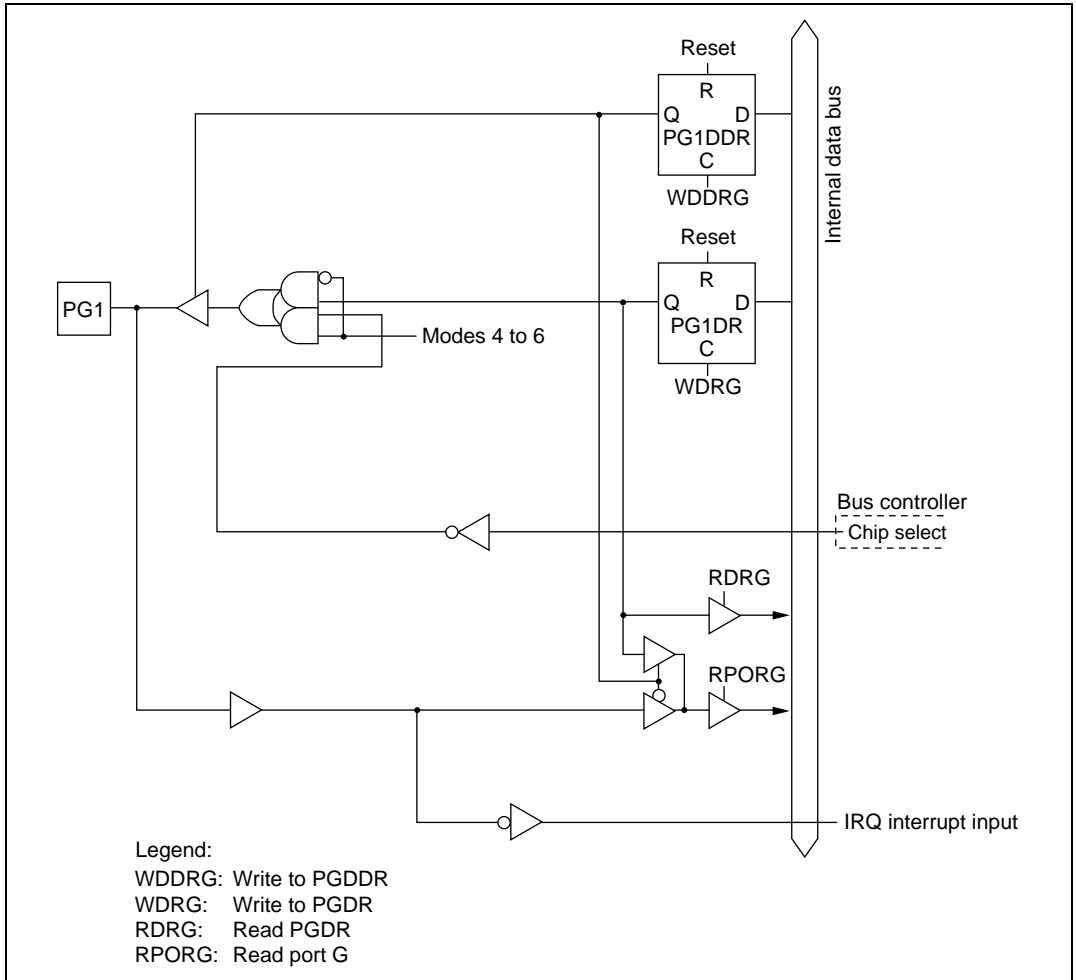 Reset
R
Q D
PG1DDR
C
WDDRG
Internal data bus
Reset
R
Q D
PG1DR
C
WDRG
PG1
Modes 4 to 6
Bus controller
Chip select
RDRG
RPORG
IRQ interrupt input
Legend:
WDDRG: Write to PGDDR
WDRG: Write to PGDR
RDRG: Read PGDR
RPORG: Read port G